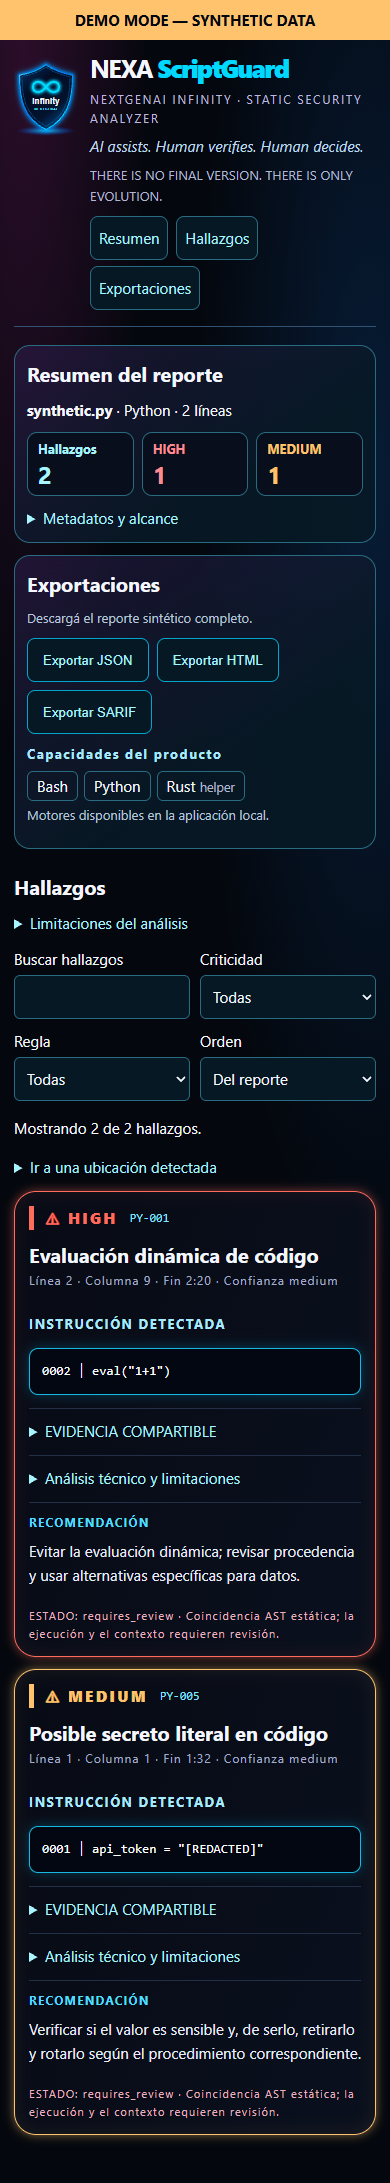 DEMO MODE — SYNTHETIC DATA
Infinity
NEXA ScriptGuard
NEXTGENAI INFINITY · STATIC SECURITY
ANALYZER
AI assists. Human verifies. Human decides.
THERE IS NO FINAL VERSION. THERE IS ONLY
EVOLUTION.
Resumen
Hallazgos
Exportaciones
Resumen del reporte
synthetic.py · Python · 2 líneas
Hallazgos
HIGH
MEDIUM
2
1
1
▶ Metadatos y alcance
Exportaciones
Descargá el reporte sintético completo.
Exportar JSON
Exportar HTML
Exportar SARIF
Capacidades del producto
Bash
Python
Rust helper
Motores disponibles en la aplicación local.
Hallazgos
▶ Limitaciones del análisis
Buscar hallazgos
Criticidad
Todas
Regla
Orden
Todas
Del reporte
Mostrando 2 de 2 hallazgos.
▶ Ir a una ubicación detectada
⚠ HIGH PY-001
Evaluación dinámica de código
Línea 2 · Columna 9 · Fin 2:20 · Confianza medium
INSTRUCCIÓN DETECTADA
0002 | eval("1+1")
▶ EVIDENCIA COMPARTIBLE
▶ Análisis técnico y limitaciones
RECOMENDACIÓN
Evitar la evaluación dinámica; revisar procedencia
y usar alternativas específicas para datos.
ESTADO: requires_review · Coincidencia AST estática; la
ejecución y el contexto requieren revisión.
⚠ MEDIUM PY-005
Posible secreto literal en código
Línea 1 · Columna 1 · Fin 1:32 · Confianza medium
INSTRUCCIÓN DETECTADA
0001 | api_token = "[REDACTED]"
▶ EVIDENCIA COMPARTIBLE
▶ Análisis técnico y limitaciones
RECOMENDACIÓN
Verificar si el valor es sensible y, de serlo, retirarlo
y rotarlo según el procedimiento correspondiente.
ESTADO: requires_review · Coincidencia AST estática; la
ejecución y el contexto requieren revisión.